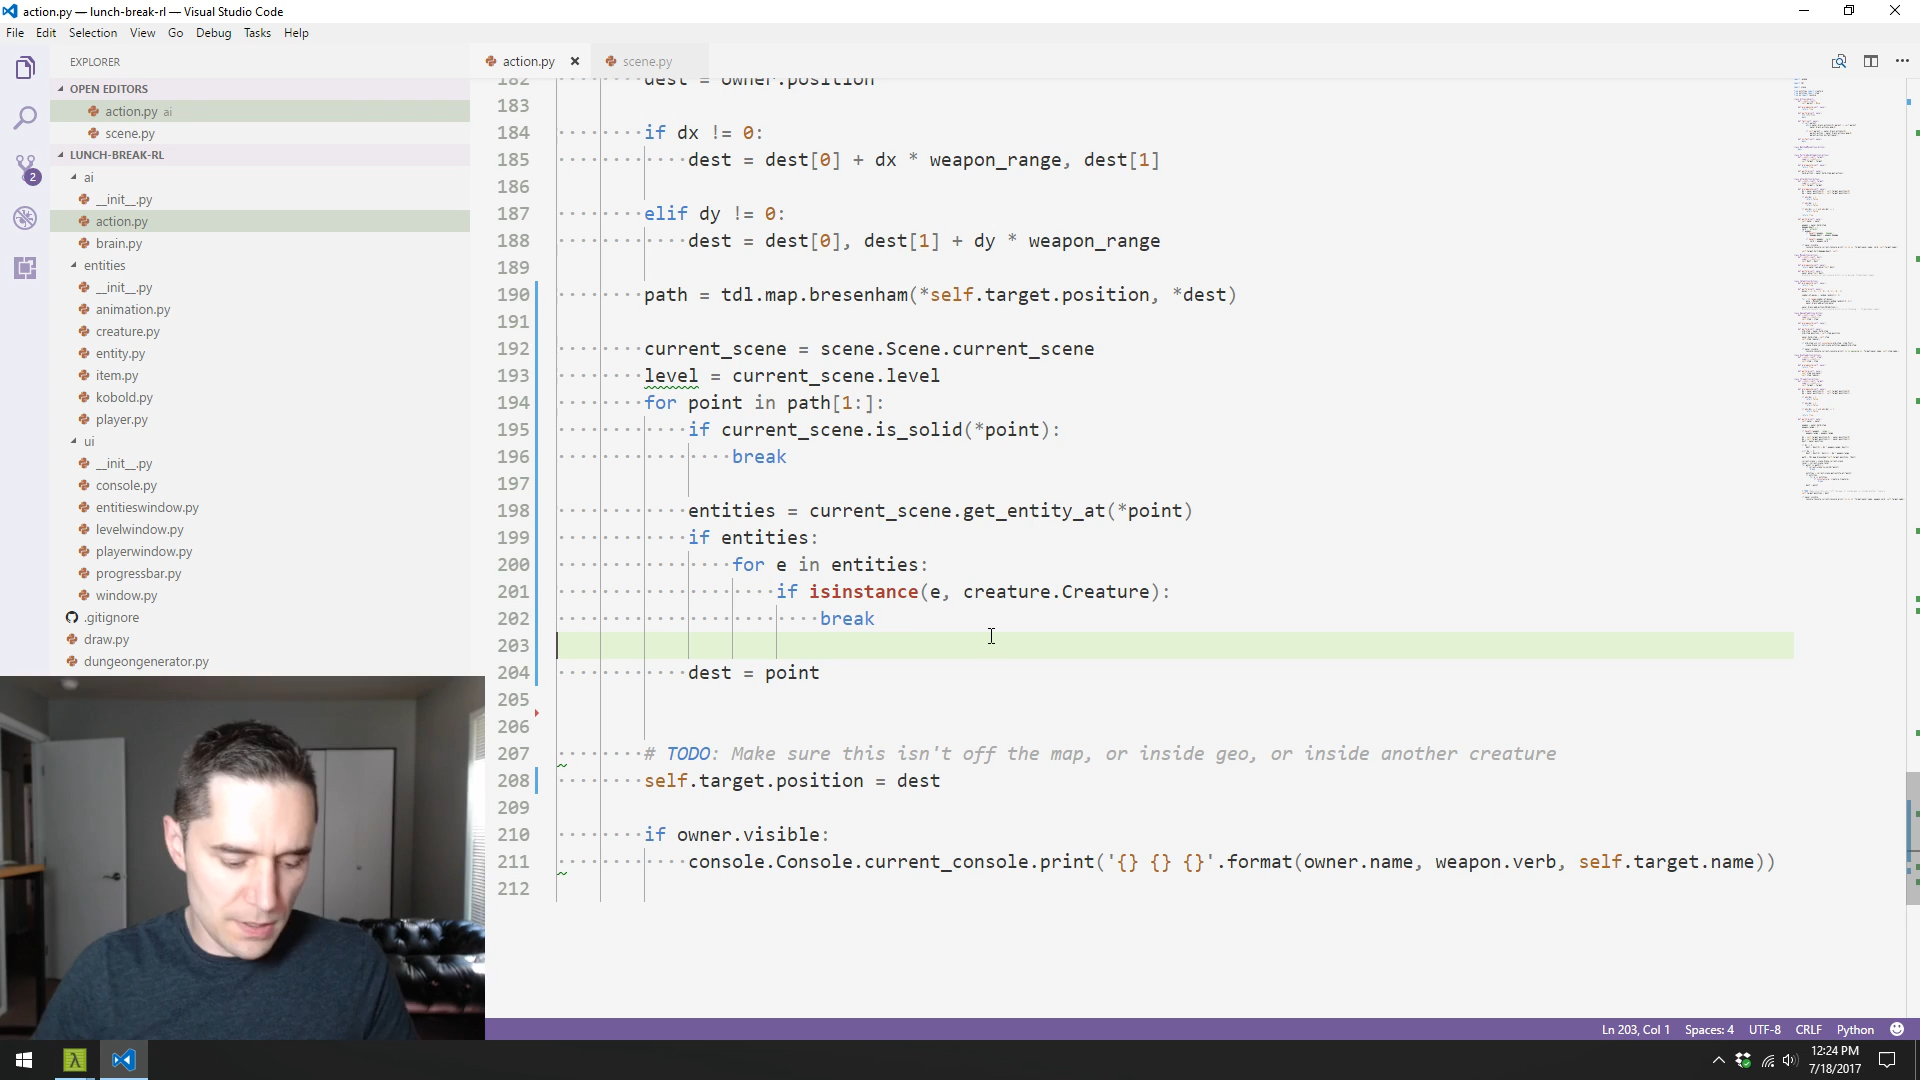 action.py — lunch-break-rl — Visual Studio Code
File Edit Selection View Go Debug Tasks Help
EXPLORER
OPEN EDITORS
action.py ai
scene.py
LUNCH-BREAK-RL
ai
__init__.py
action.py
brain.py
entities
__init__.py
animation.py
creature.py
entity.py
item.py
kobold.py
player.py
ui
__init__.py
console.py
entitieswindow.py
levelwindow.py
playerwindow.py
progressbar.py
window.py
.gitignore
draw.py
dungeongenerator.py
2
action.py scene.py
182 dest = owner.position
183
184 if dx != 0:
185 dest = dest[0] + dx * weapon_range, dest[1]
186
187 elif dy != 0:
188 dest = dest[0], dest[1] + dy * weapon_range
189
190 path = tdl.map.bresenham(*self.target.position, *dest)
191
192 current_scene = scene.Scene.current_scene
193 level = current_scene.level
194 for point in path[1:]:
195 if current_scene.is_solid(*point):
196 break
197
198 entities = current_scene.get_entity_at(*point)
199 if entities:
200 for e in entities:
201 if isinstance(e, creature.Creature):
202 break
203
204 dest = point
205
206
207 # TODO: Make sure this isn't off the map, or inside geo, or inside another creature
208 self.target.position = dest
209
210 if owner.visible:
211 console.Console.current_console.print('{} {} {}'.format(owner.name, weapon.verb, self.target.name))
212
Ln 203, Col 1 Spaces: 4 UTF-8 CRLF Python
12:24 PM
7/18/2017